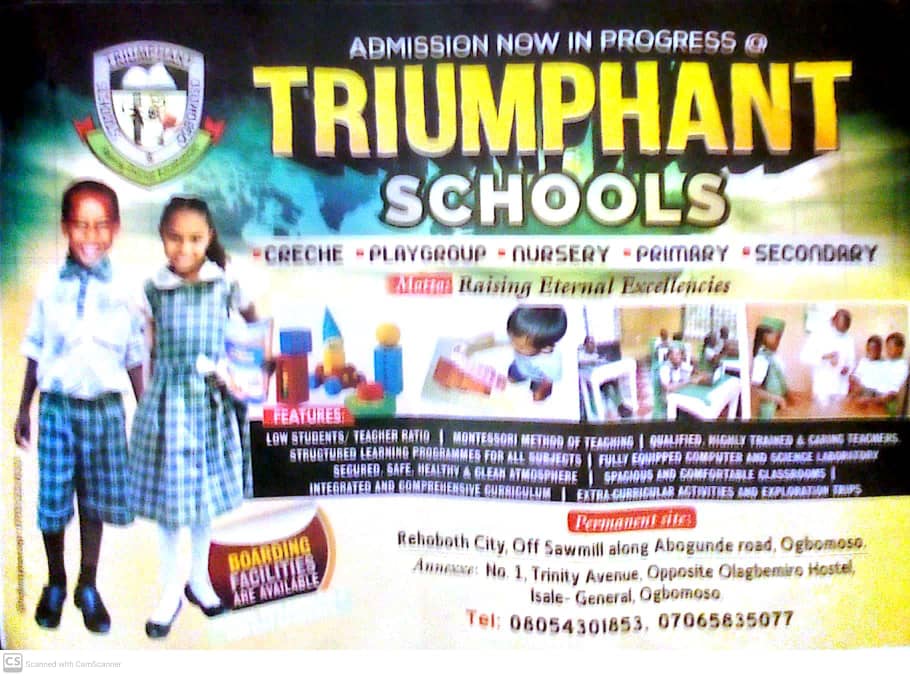 ADMISSION NOW IN PROGRESS @
TRIUMPHANT
SCHOOLS
TRIUMPHANT
SCHOOLS
OGBOMOSO
CRECHE PLAYGROUP NURSERY PRIMARY SECONDARY
Motto: Raising Eternal Excellencies
FEATURES:
LOW STUDENTS/ TEACHER RATIO | MONTESSORI METHOD OF TEACHING | QUALIFIED, HIGHLY TRAINED & CARING TEACHERS
STRUCTURED LEARNING PROGRAMMES FOR ALL SUBJECTS | FULLY EQUIPPED COMPUTER AND SCIENCE LABORATORY
SECURED, SAFE, HEALTHY & CLEAN ATMOSPHERE | SPACIOUS AND COMFORTABLE CLASSROOMS |
INTEGRATED AND COMPREHENSIVE CURRICULUM | EXTRA-CURRICULAR ACTIVITIES AND EXPLORATION TRIPS
BOARDING
FACILITIES
ARE AVAILABLE
Permanent site:
Rehoboth City, Off Sawmill along Abogunde road, Ogbomoso.
Annexe: No. 1, Trinity Avenue, Opposite Olagbemiro Hostel,
Isale- General, Ogbomoso
Tel: 08054301853, 07065835077
CS Scanned with CamScanner